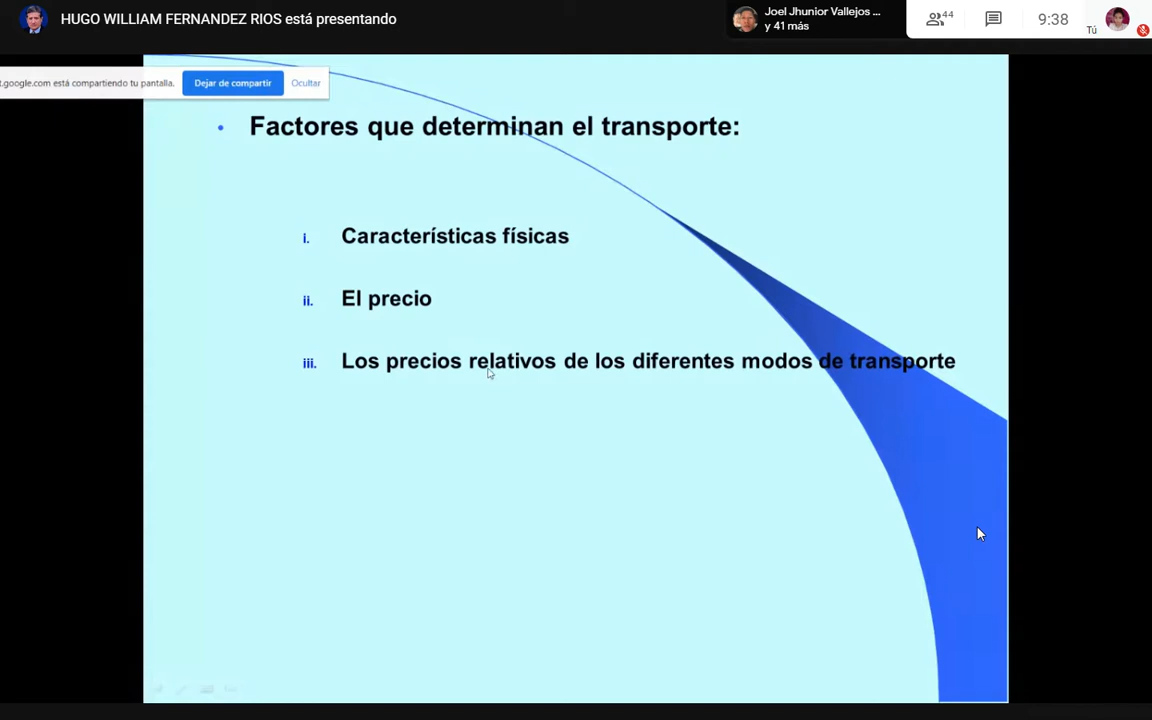 HUGO WILLIAM FERNANDEZ RIOS está presentando
Joel Jhunior Vallejos ...
y 41 más
44
9:38
Tú
t.google.com está compartiendo tu pantalla.
Dejar de compartir
Ocultar
• Factores que determinan el transporte:
i. Características físicas
ii. El precio
iii. Los precios relativos de los diferentes modos de transporte